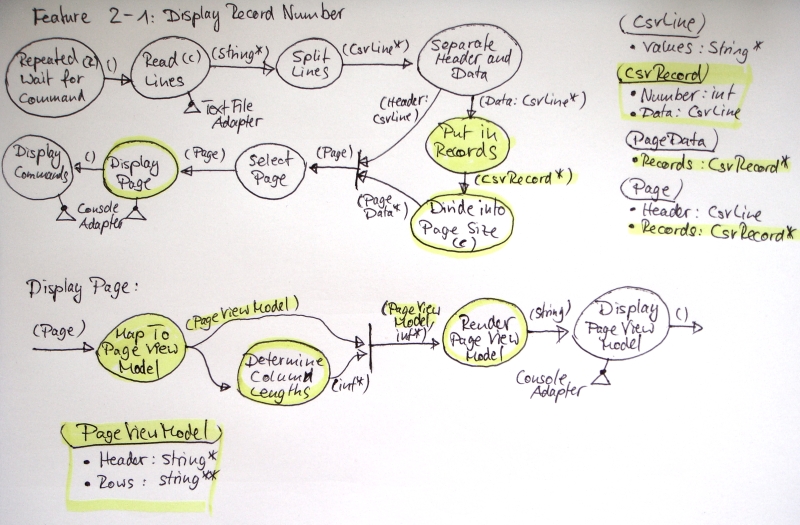 Feature 2-1: Display Record Number
Repeated (e)
Wait for
Command
()
Read (c)
Lines
Text File
Adapter
(String*)
Split
Lines
(CsvLine*)
Separate
Header and
Data
(Header:
CsvLine)
(Data: CsvLine*)
Put in
Records
(CsvRecord*)
Divide into
Page Size
(e)
(Page
Data*)
(Page)
Select
Page
(Page)
Display
Page
()
Display
Commands
Console
Adapter
(CsvLine)
• Values: String*
(CsvRecord)
• Number: int
• Data: CsvLine
(PageData)
• Records: CsvRecord*
(Page)
• Header: CsvLine
• Records: CsvRecord*
Display Page:
(Page)
Map To
Page View
Model
(PageViewModel)
Determine
Column
Lengths
(int*)
(PageView
Model,
int*)
Render
Page View
Model
(String)
Display
Page View
Model
()
Console
Adapter
(PageViewModel)
• Header: String*
• Rows: String**